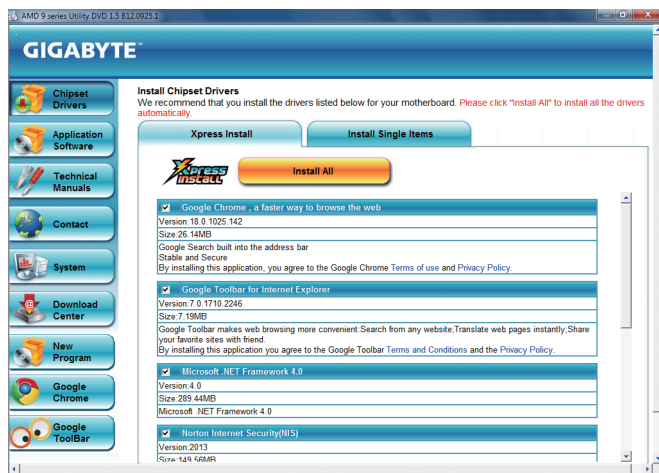 AMD 9 series Utility DVD 1.5 B12.0925.1
GIGABYTE™
Chipset
Drivers
Application
Software
Technical
Manuals
Contact
System
Download
Center
New
Program
Google
Chrome
Google
ToolBar
Install Chipset Drivers
We recommend that you install the drivers listed below for your motherboard. Please click "Install All" to install all the drivers
automatically.
Xpress Install
Install Single Items
Xpress
Install
Install All
Google Chrome , a faster way to browse the web
Version:18.0.1025.142
Size:26.14MB
Google Search built into the address bar
Stable and Secure
By installing this application, you agree to the Google Chrome Terms of use and Privacy Policy.
Google Toolbar for Internet Explorer
Version:7.0.1710.2246
Size:7.19MB
Google Toolbar makes web browsing more convenient:Search from any website;Translate web pages instantly;Share
your favorite sites with friend.
By installing this application you agree to the Google Toolbar Terms and Conditions and the Privacy Policy.
Microsoft .NET Framework 4.0
Version:4.0
Size:289.44MB
Microsoft .NET Framework 4.0
Norton Internet Security(NIS)
Version:2013
Size:149.56MB